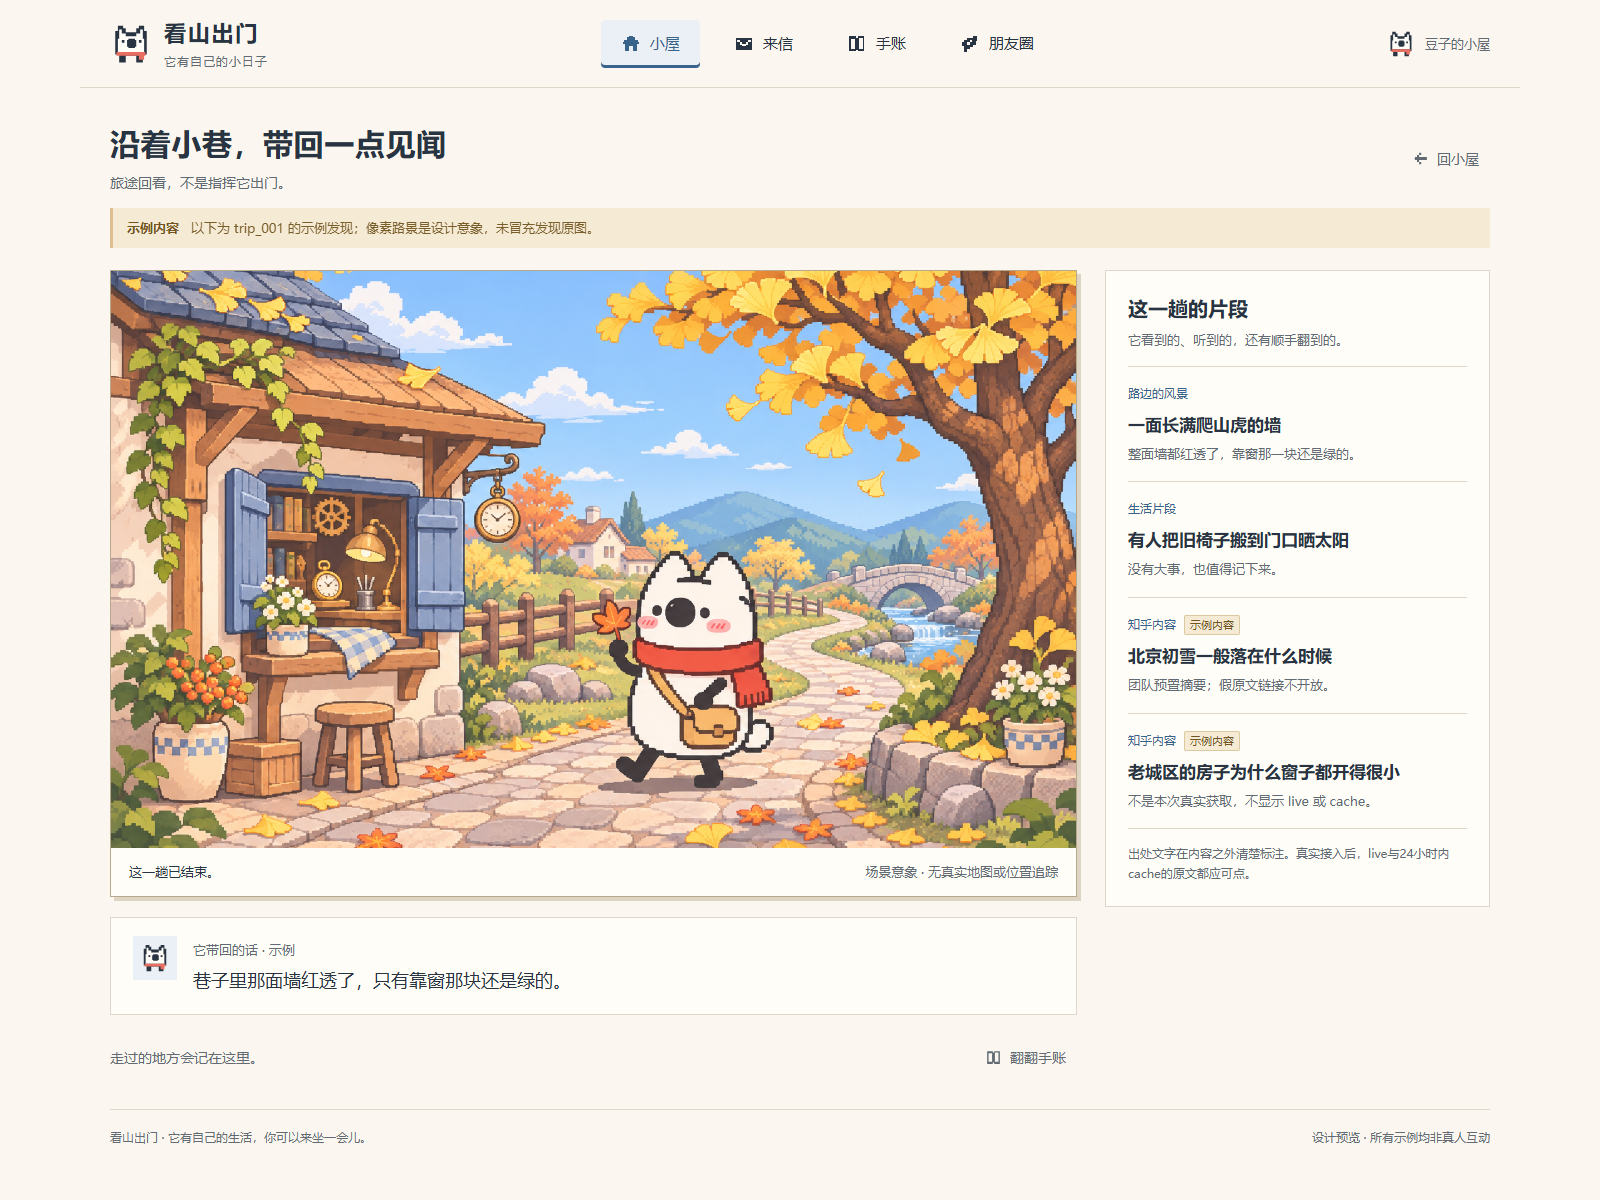 看山出门
它有自己的小日子
小屋
来信
手账
朋友圈
豆子的小屋
沿着小巷，带回一点见闻
旅途回看，不是指挥它出门。
回小屋
示例内容 以下为 trip_001 的示例发现；像素路景是设计意象，未冒充发现原图。
这一趟已结束。
场景意象 · 无真实地图或位置追踪
它带回的话 · 示例
巷子里那面墙红透了，只有靠窗那块还是绿的。
走过的地方会记在这里。
翻翻手账
这一趟的片段
它看到的、听到的，还有顺手翻到的。
路边的风景
一面长满爬山虎的墙
整面墙都红透了，靠窗那一块还是绿的。
生活片段
有人把旧椅子搬到门口晒太阳
没有大事，也值得记下来。
知乎内容 示例内容
北京初雪一般落在什么时候
团队预置摘要；假原文链接不开放。
知乎内容 示例内容
老城区的房子为什么窗子都开得很小
不是本次真实获取，不显示 live 或 cache。
出处文字在内容之外清楚标注。真实接入后，live与24小时内
cache的原文都应可点。
看山出门 · 它有自己的生活，你可以来坐一会儿。
设计预览 · 所有示例均非真人互动